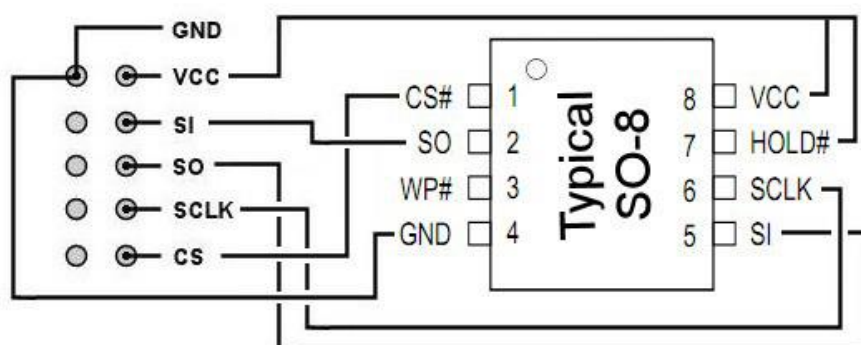 GND
VCC
SI
SO
SCLK
CS
CS# 1
SO 2
WP# 3
GND 4
Typical
SO-8
8 VCC
7 HOLD#
6 SCLK
5 SI